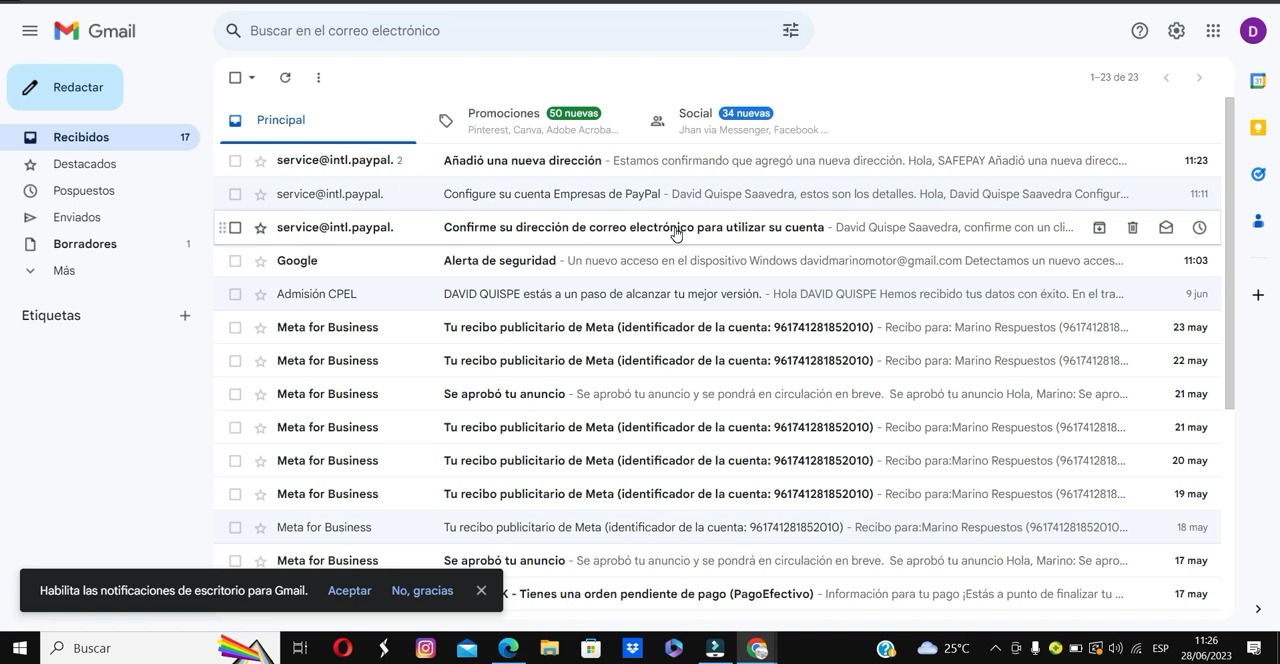 Gmail
Buscar en el correo electrónico
D
Redactar
1–23 de 23
Recibidos 17
Destacados
Pospuestos
Enviados
Borradores 1
Más
Etiquetas
Principal
Promociones 50 nuevas
Pinterest, Canva, Adobe Acroba...
Social 34 nuevas
Jhan via Messenger, Facebook ...
31
service@intl.paypal. 2 Añadió una nueva dirección - Estamos confirmando que agregó una nueva dirección. Hola, SAFEPAY Añadió una nueva direcc... 11:23
service@intl.paypal. Configure su cuenta Empresas de PayPal - David Quispe Saavedra, estos son los detalles. Hola, David Quispe Saavedra Configur... 11:11
service@intl.paypal. Confirme su dirección de correo electrónico para utilizar su cuenta - David Quispe Saavedra, confirme con un cli...
Google Alerta de seguridad - Un nuevo acceso en el dispositivo Windows davidmarinomotor@gmail.com Detectamos un nuevo acces... 11:03
Admisión CPEL DAVID QUISPE estás a un paso de alcanzar tu mejor versión. - Hola DAVID QUISPE Hemos recibido tus datos con éxito. En el tra... 9 jun
Meta for Business Tu recibo publicitario de Meta (identificador de la cuenta: 961741281852010) - Recibo para: Marino Respuestos (9617412818... 23 may
Meta for Business Tu recibo publicitario de Meta (identificador de la cuenta: 961741281852010) - Recibo para: Marino Respuestos (9617412818... 22 may
Meta for Business Se aprobó tu anuncio - Se aprobó tu anuncio y se pondrá en circulación en breve. Se aprobó tu anuncio Hola, Marino: Se apro... 21 may
Meta for Business Tu recibo publicitario de Meta (identificador de la cuenta: 961741281852010) - Recibo para:Marino Respuestos (9617412818... 21 may
Meta for Business Tu recibo publicitario de Meta (identificador de la cuenta: 961741281852010) - Recibo para:Marino Respuestos (9617412818... 20 may
Meta for Business Tu recibo publicitario de Meta (identificador de la cuenta: 961741281852010) - Recibo para:Marino Respuestos (9617412818... 19 may
Meta for Business Tu recibo publicitario de Meta (identificador de la cuenta: 961741281852010) - Recibo para:Marino Respuestos (961741281852010... 18 may
Meta for Business Se aprobó tu anuncio - Se aprobó tu anuncio y se pondrá en circulación en breve. Se aprobó tu anuncio Hola, Marino: Se apro... 17 may
K - Tienes una orden pendiente de pago (PagoEfectivo) - Información para tu pago ¡Estás a punto de finalizar tu ... 17 may
Habilita las notificaciones de escritorio para Gmail. Aceptar No, gracias
Buscar
25°C
ESP
11:26
28/06/2023